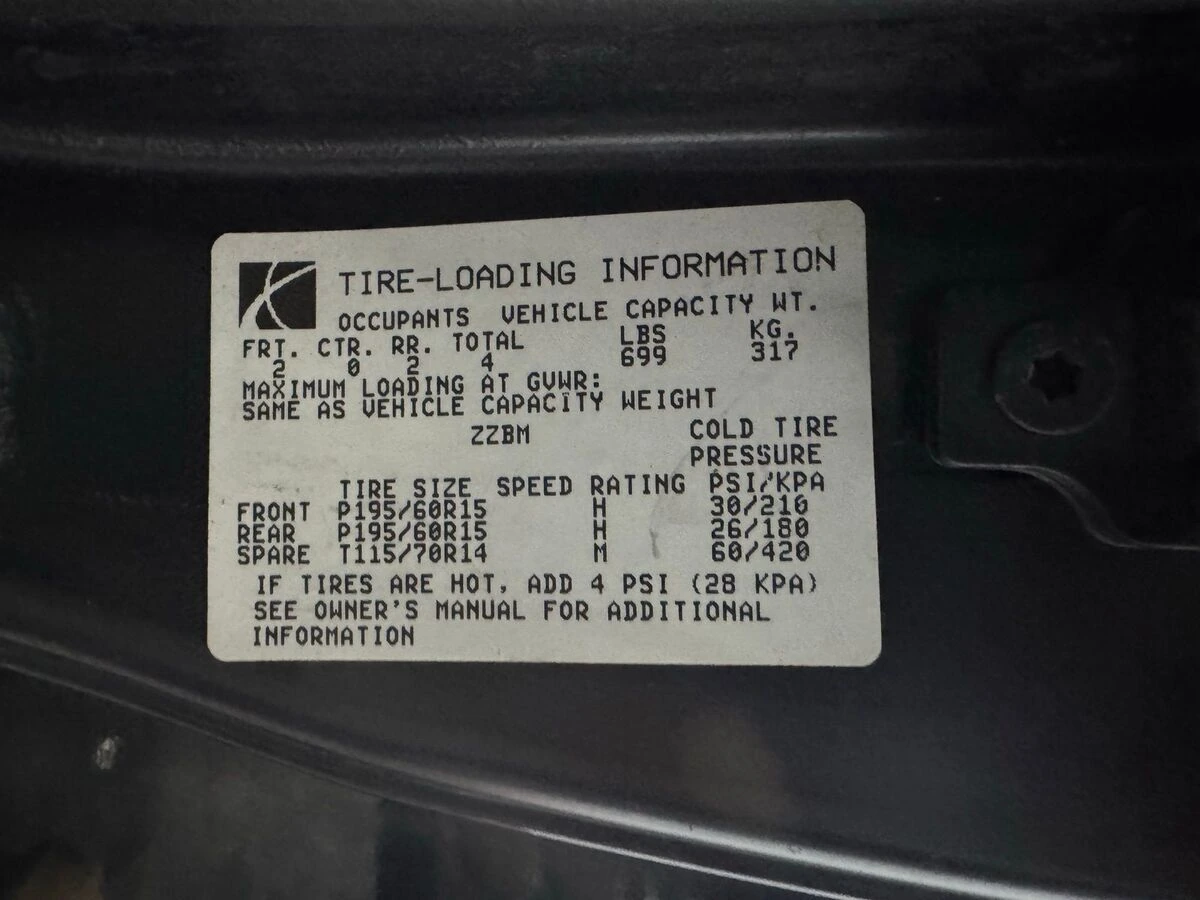 TIRE-LOADING INFORMATION
OCCUPANTS VEHICLE CAPACITY WT.
FRT. CTR. RR. TOTAL LBS KG.
2 0 2 4 699 317
MAXIMUM LOADING AT GVWR:
SAME AS VEHICLE CAPACITY WEIGHT
ZZBM COLD TIRE
PRESSURE
TIRE SIZE SPEED RATING PSI/KPA
FRONT P195/60R15 H 30/210
REAR P195/60R15 H 26/180
SPARE T115/70R14 M 60/420
IF TIRES ARE HOT, ADD 4 PSI (28 KPA)
SEE OWNER'S MANUAL FOR ADDITIONAL
INFORMATION